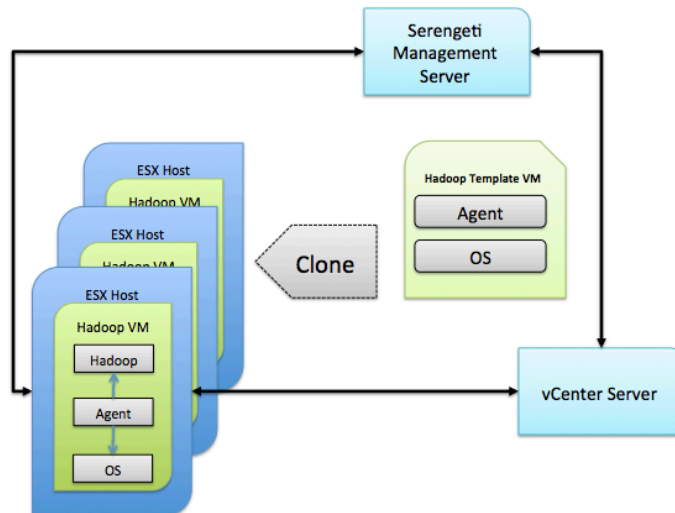 Serengeti
Management
Server
ESX Host
Hadoop VM
ESX Host
Hadoop VM
ESX Host
Hadoop VM
Hadoop
Agent
OS
Clone
Hadoop Template VM
Agent
OS
vCenter Server